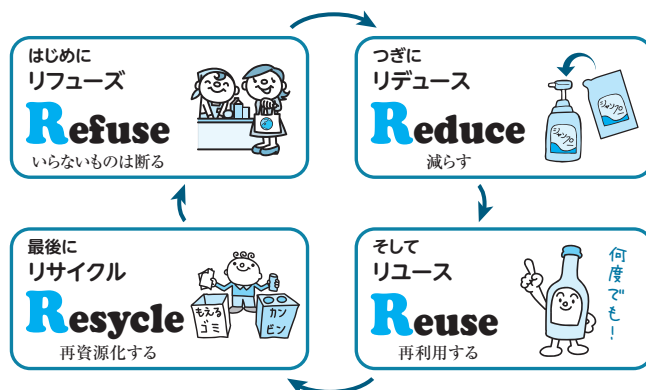 はじめに
リフューズ
Refuse
いらないものは断る
つぎに
リデュース
Reduce
減らす
シャンプー
シャンプー
そして
リユース
Reuse
再利用する
何度でも!
最後に
リサイクル
Resycle
再資源化する
もえる
ゴミ
カン
ビン